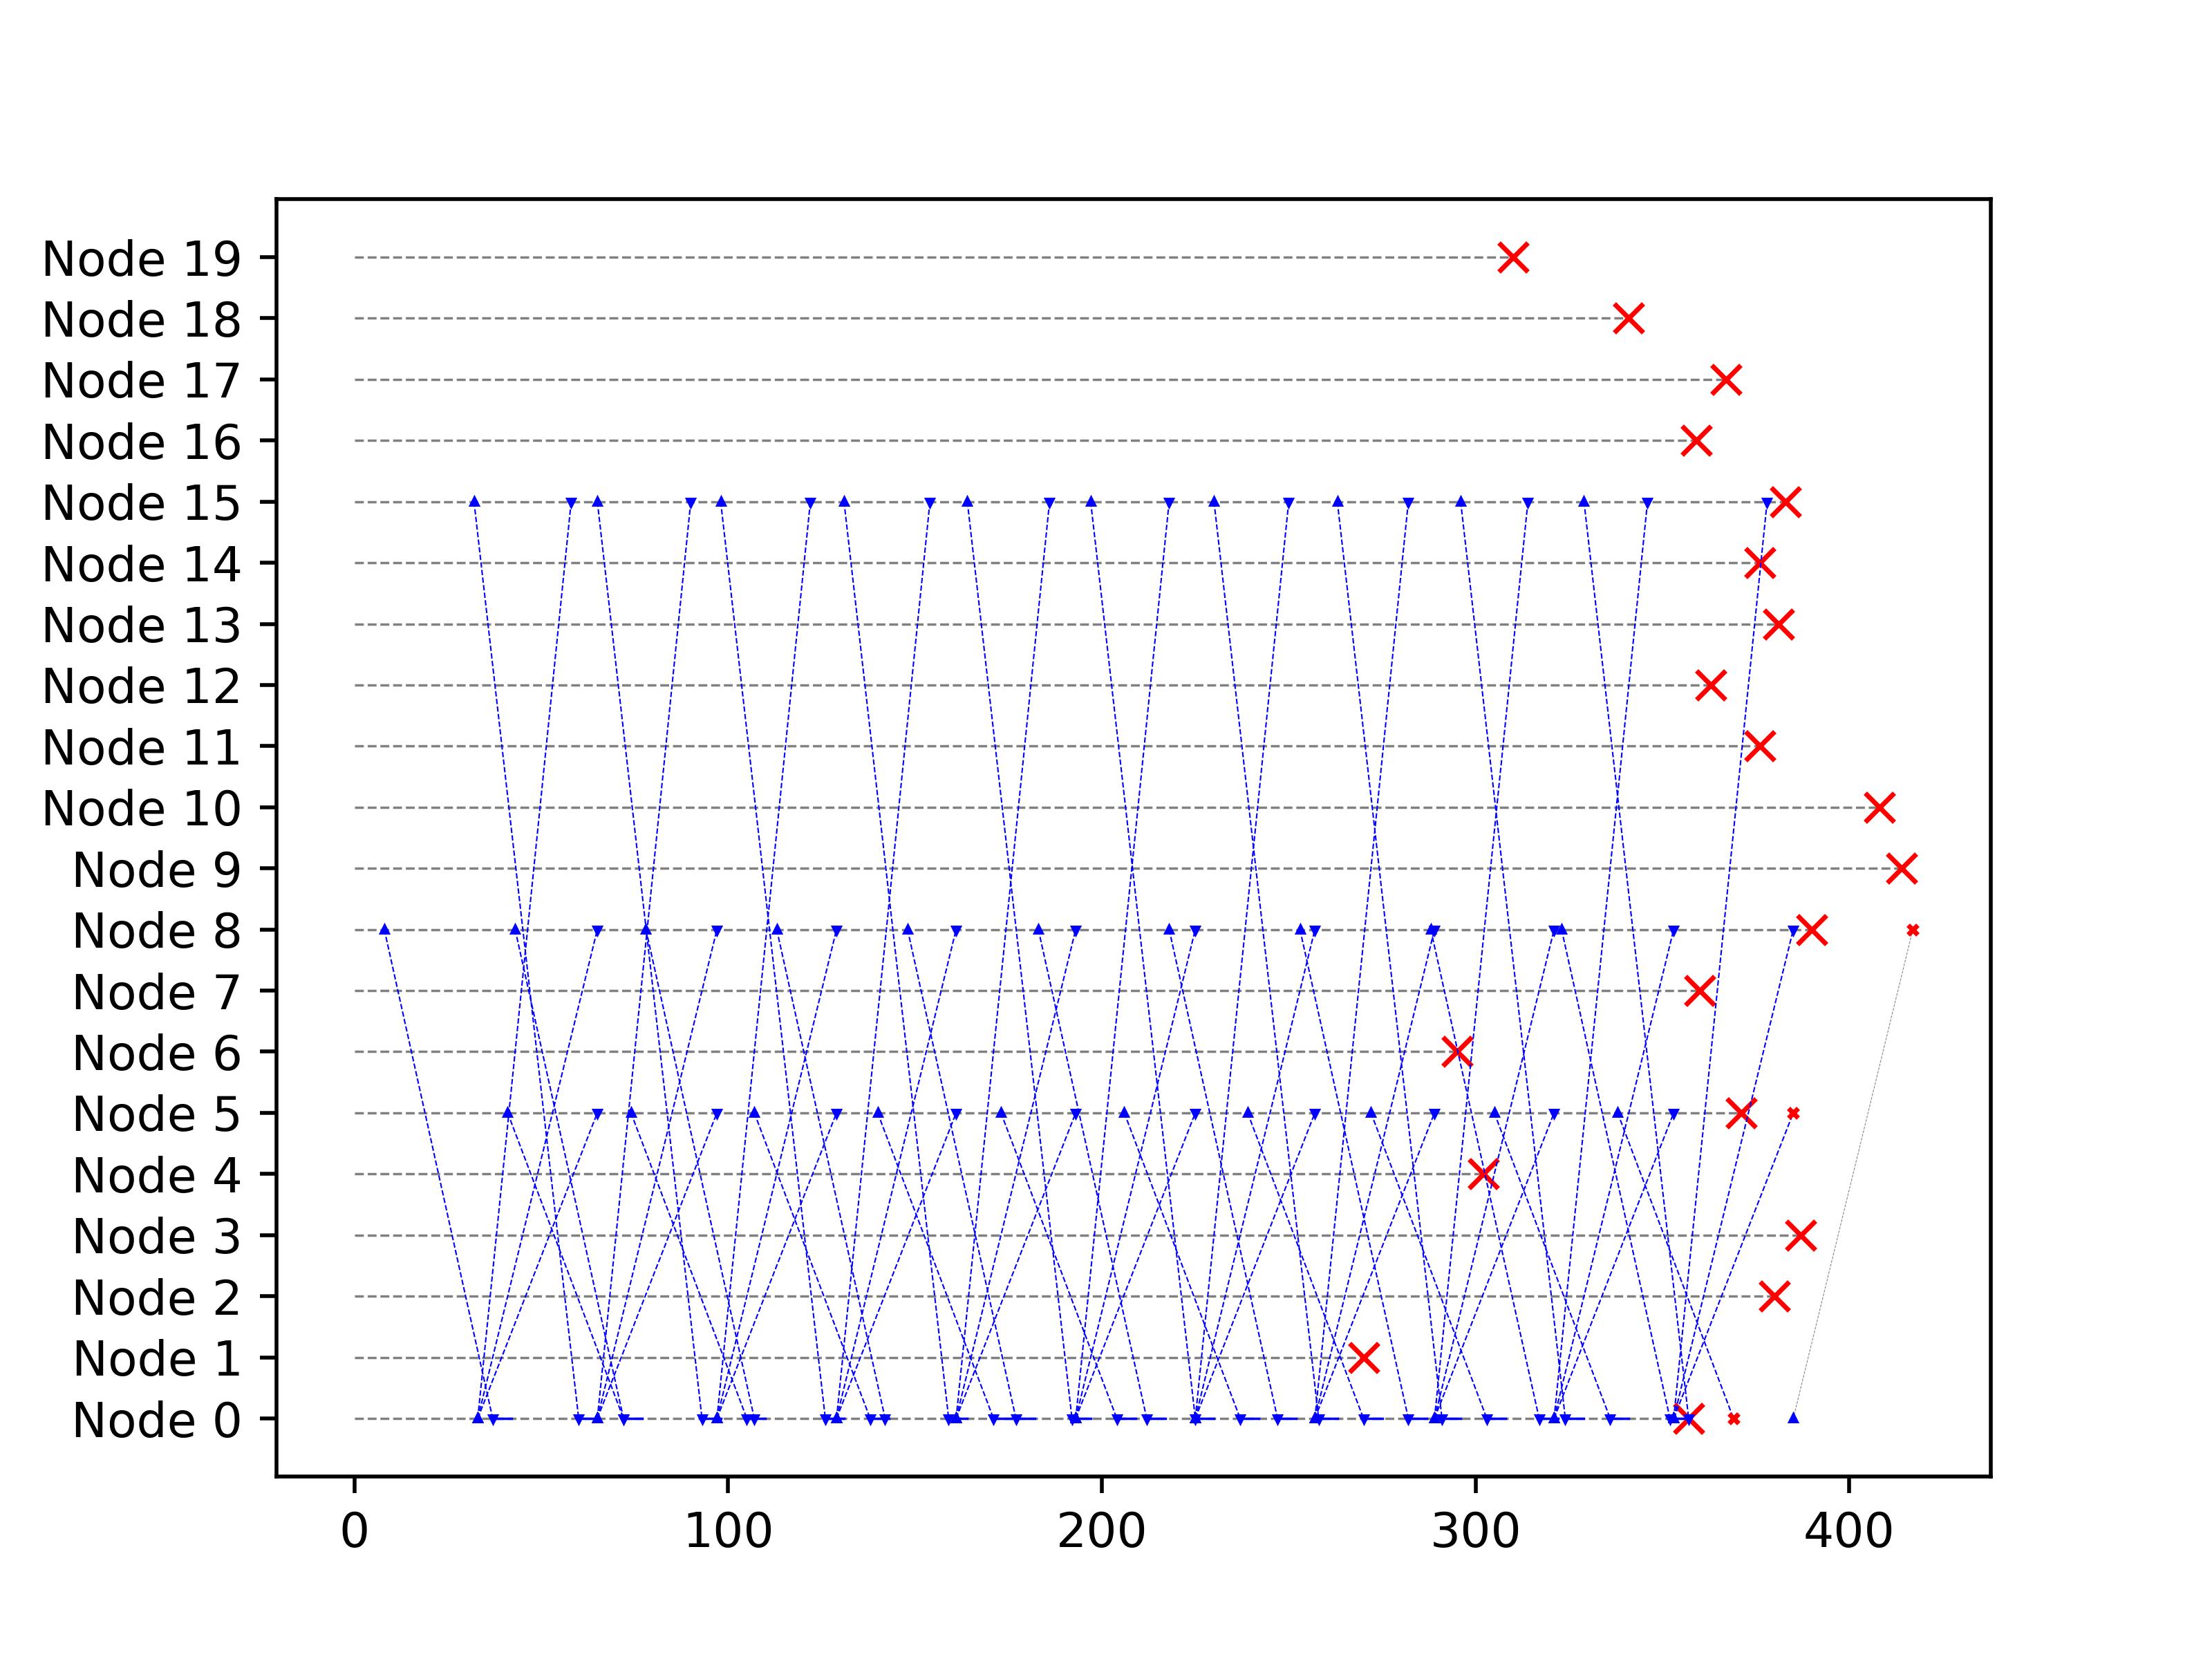 Node 19
Node 18
Node 17
Node 16
Node 15
Node 14
Node 13
Node 12
Node 11
Node 10
Node 9
Node 8
Node 7
Node 6
Node 5
Node 4
Node 3
Node 2
Node 1
Node 0
0 100 200 300 400